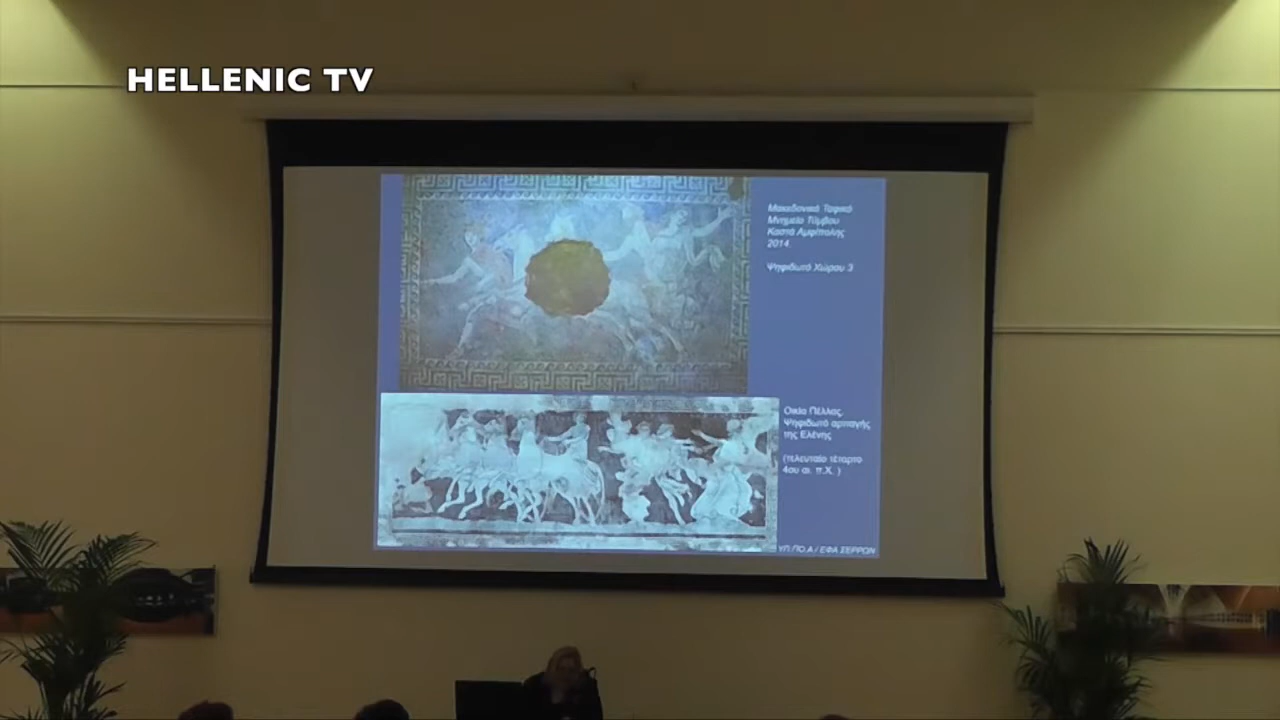 HELLENIC TV
Μακεδονικό Ταφικό
Μνημείο Τύμβου
Καστά Αμφίπολης
2014.
Ψηφιδωτό Χώρου 3
Οικία Πέλλας,
Ψηφιδωτό αρπαγής
της Ελένης
(τελευταίο τέταρτο
4ου αι. π.Χ. )
ΥΠ.ΠΟ.Α / ΕΦΑ ΣΕΡΡΩΝ